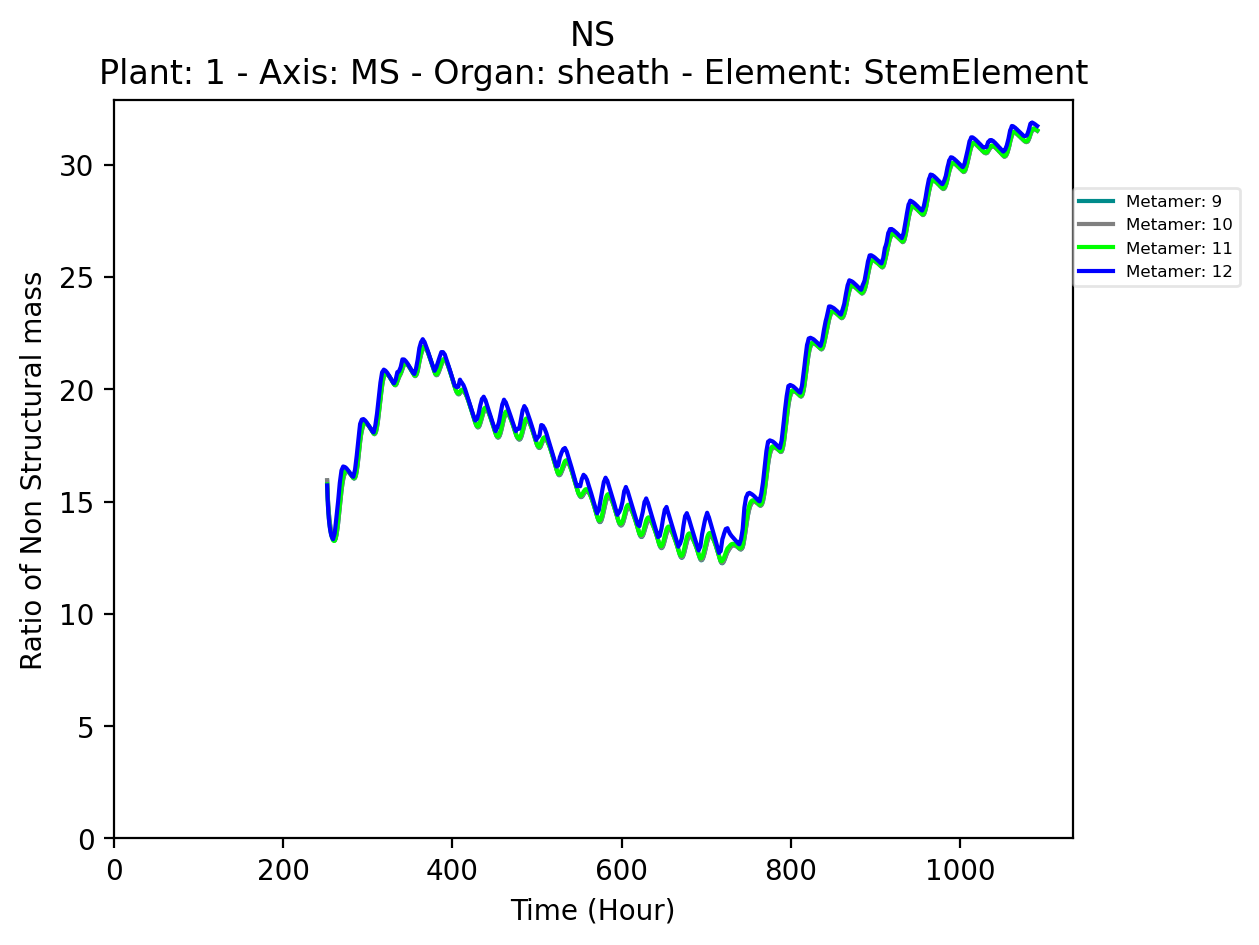 NS
Plant: 1 - Axis: MS - Organ: sheath - Element: StemElement
Ratio of Non Structural mass
30
25
20
15
10
5
0
0 200 400 600 800 1000
Time (Hour)
Metamer: 9
Metamer: 10
Metamer: 11
Metamer: 12